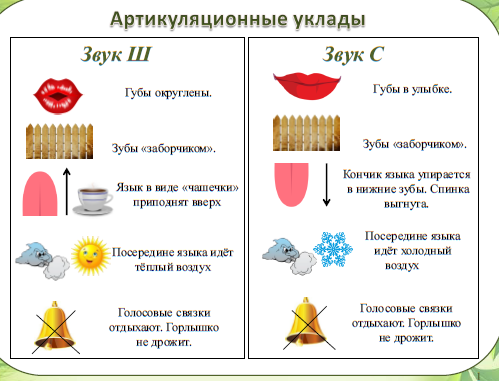 Артикуляционные уклады
Звук Ш
Губы округлены.
Зубы «заборчиком».
Язык в виде «чашечки»
приподнят вверх
Посередине языка идёт
тёплый воздух
Голосовые связки
отдыхают. Горлышко
не дрожит.
Звук С
Губы в улыбке.
Зубы «заборчиком».
Кончик языка упирается
в нижние зубы. Спинка
выгнута.
Посередине языка
идёт холодный
воздух
Голосовые связки
отдыхают. Горлышко
не дрожит.